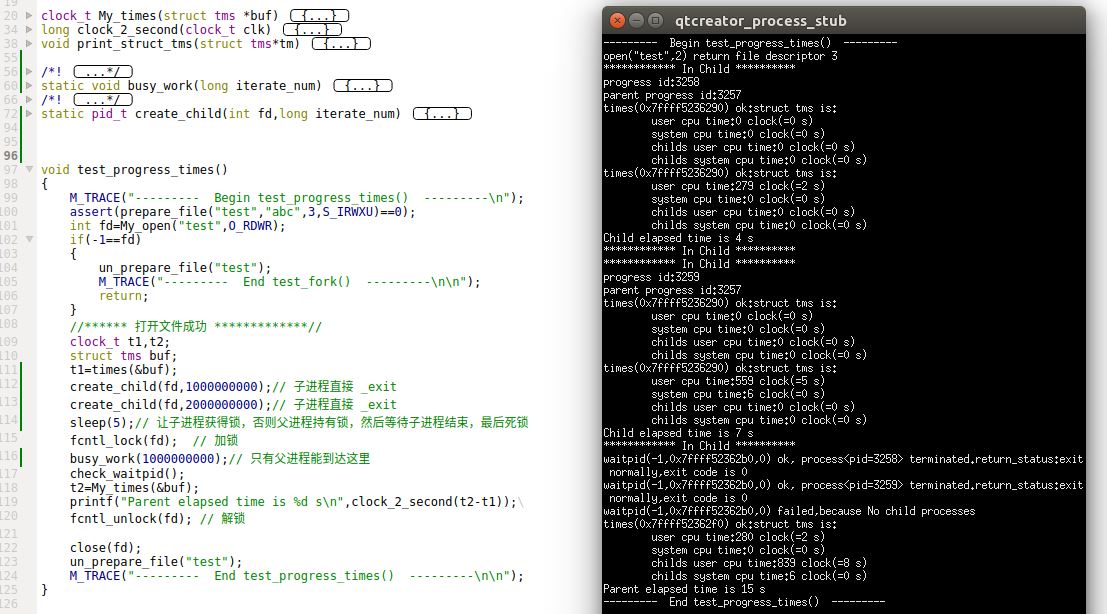 19
20 clock_t My_times(struct tms *buf) {...}
34 long clock_2_second(clock_t clk) {...}
38 void print_struct_tms(struct tms*tm) {...}
55
56 /*! ...*/
60 static void busy_work(long iterate_num) {...}
66 /*! ...*/
72 static pid_t create_child(int fd,long iterate_num) {...}
94
95
96
97 void test_progress_times()
98 {
99 M_TRACE("---------  Begin test_progress_times()  ---------\n");
100 assert(prepare_file("test","abc",3,S_IRWXU)==0);
101 int fd=My_open("test",O_RDWR);
102 if(-1==fd)
103 {
104 un_prepare_file("test");
105 M_TRACE("---------  End test_fork()  ---------\n\n");
106 return;
107 }
108 //****** 打开文件成功 *************//
109 clock_t t1,t2;
110 struct tms buf;
111 t1=times(&buf);
112 create_child(fd,1000000000);// 子进程直接 _exit
113 create_child(fd,2000000000);// 子进程直接 _exit
114 sleep(5);// 让子进程获得锁，否则父进程持有锁，然后等待子进程结束，最后死锁
115 fcntl_lock(fd);  // 加锁
116 busy_work(1000000000);// 只有父进程能到达这里
117 check_waitpid();
118 t2=My_times(&buf);
119 printf("Parent elapsed time is %d s\n",clock_2_second(t2-t1));\
120 fcntl_unlock(fd); // 解锁
121
122 close(fd);
123 un_prepare_file("test");
124 M_TRACE("---------  End test_progress_times()  ---------\n\n");
125 }
126
qtcreator_process_stub
---------  Begin test_progress_times()  ---------
open("test",2) return file descriptor 3
************ In Child **********
progress id:3258
parent progress id:3257
times(0x7ffff5236290) ok:struct tms is:
user cpu time:0 clock(=0 s)
system cpu time:0 clock(=0 s)
childs user cpu time:0 clock(=0 s)
childs system cpu time:0 clock(=0 s)
times(0x7ffff5236290) ok:struct tms is:
user cpu time:279 clock(=2 s)
system cpu time:0 clock(=0 s)
childs user cpu time:0 clock(=0 s)
childs system cpu time:0 clock(=0 s)
Child elapsed time is 4 s
************ In Child **********
************ In Child **********
progress id:3259
parent progress id:3257
times(0x7ffff5236290) ok:struct tms is:
user cpu time:0 clock(=0 s)
system cpu time:0 clock(=0 s)
childs user cpu time:0 clock(=0 s)
childs system cpu time:0 clock(=0 s)
times(0x7ffff5236290) ok:struct tms is:
user cpu time:559 clock(=5 s)
system cpu time:6 clock(=0 s)
childs user cpu time:0 clock(=0 s)
childs system cpu time:0 clock(=0 s)
Child elapsed time is 7 s
************ In Child **********
waitpid(-1,0x7ffff52362b0,0) ok, process<pid=3258> terminated.return_status:exit
normally,exit code is 0
waitpid(-1,0x7ffff52362b0,0) ok, process<pid=3259> terminated.return_status:exit
normally,exit code is 0
waitpid(-1,0x7ffff52362b0,0) failed,because No child processes
times(0x7ffff52362f0) ok:struct tms is:
user cpu time:280 clock(=2 s)
system cpu time:0 clock(=0 s)
childs user cpu time:839 clock(=8 s)
childs system cpu time:6 clock(=0 s)
Parent elapsed time is 15 s
---------  End test_progress_times()  ---------